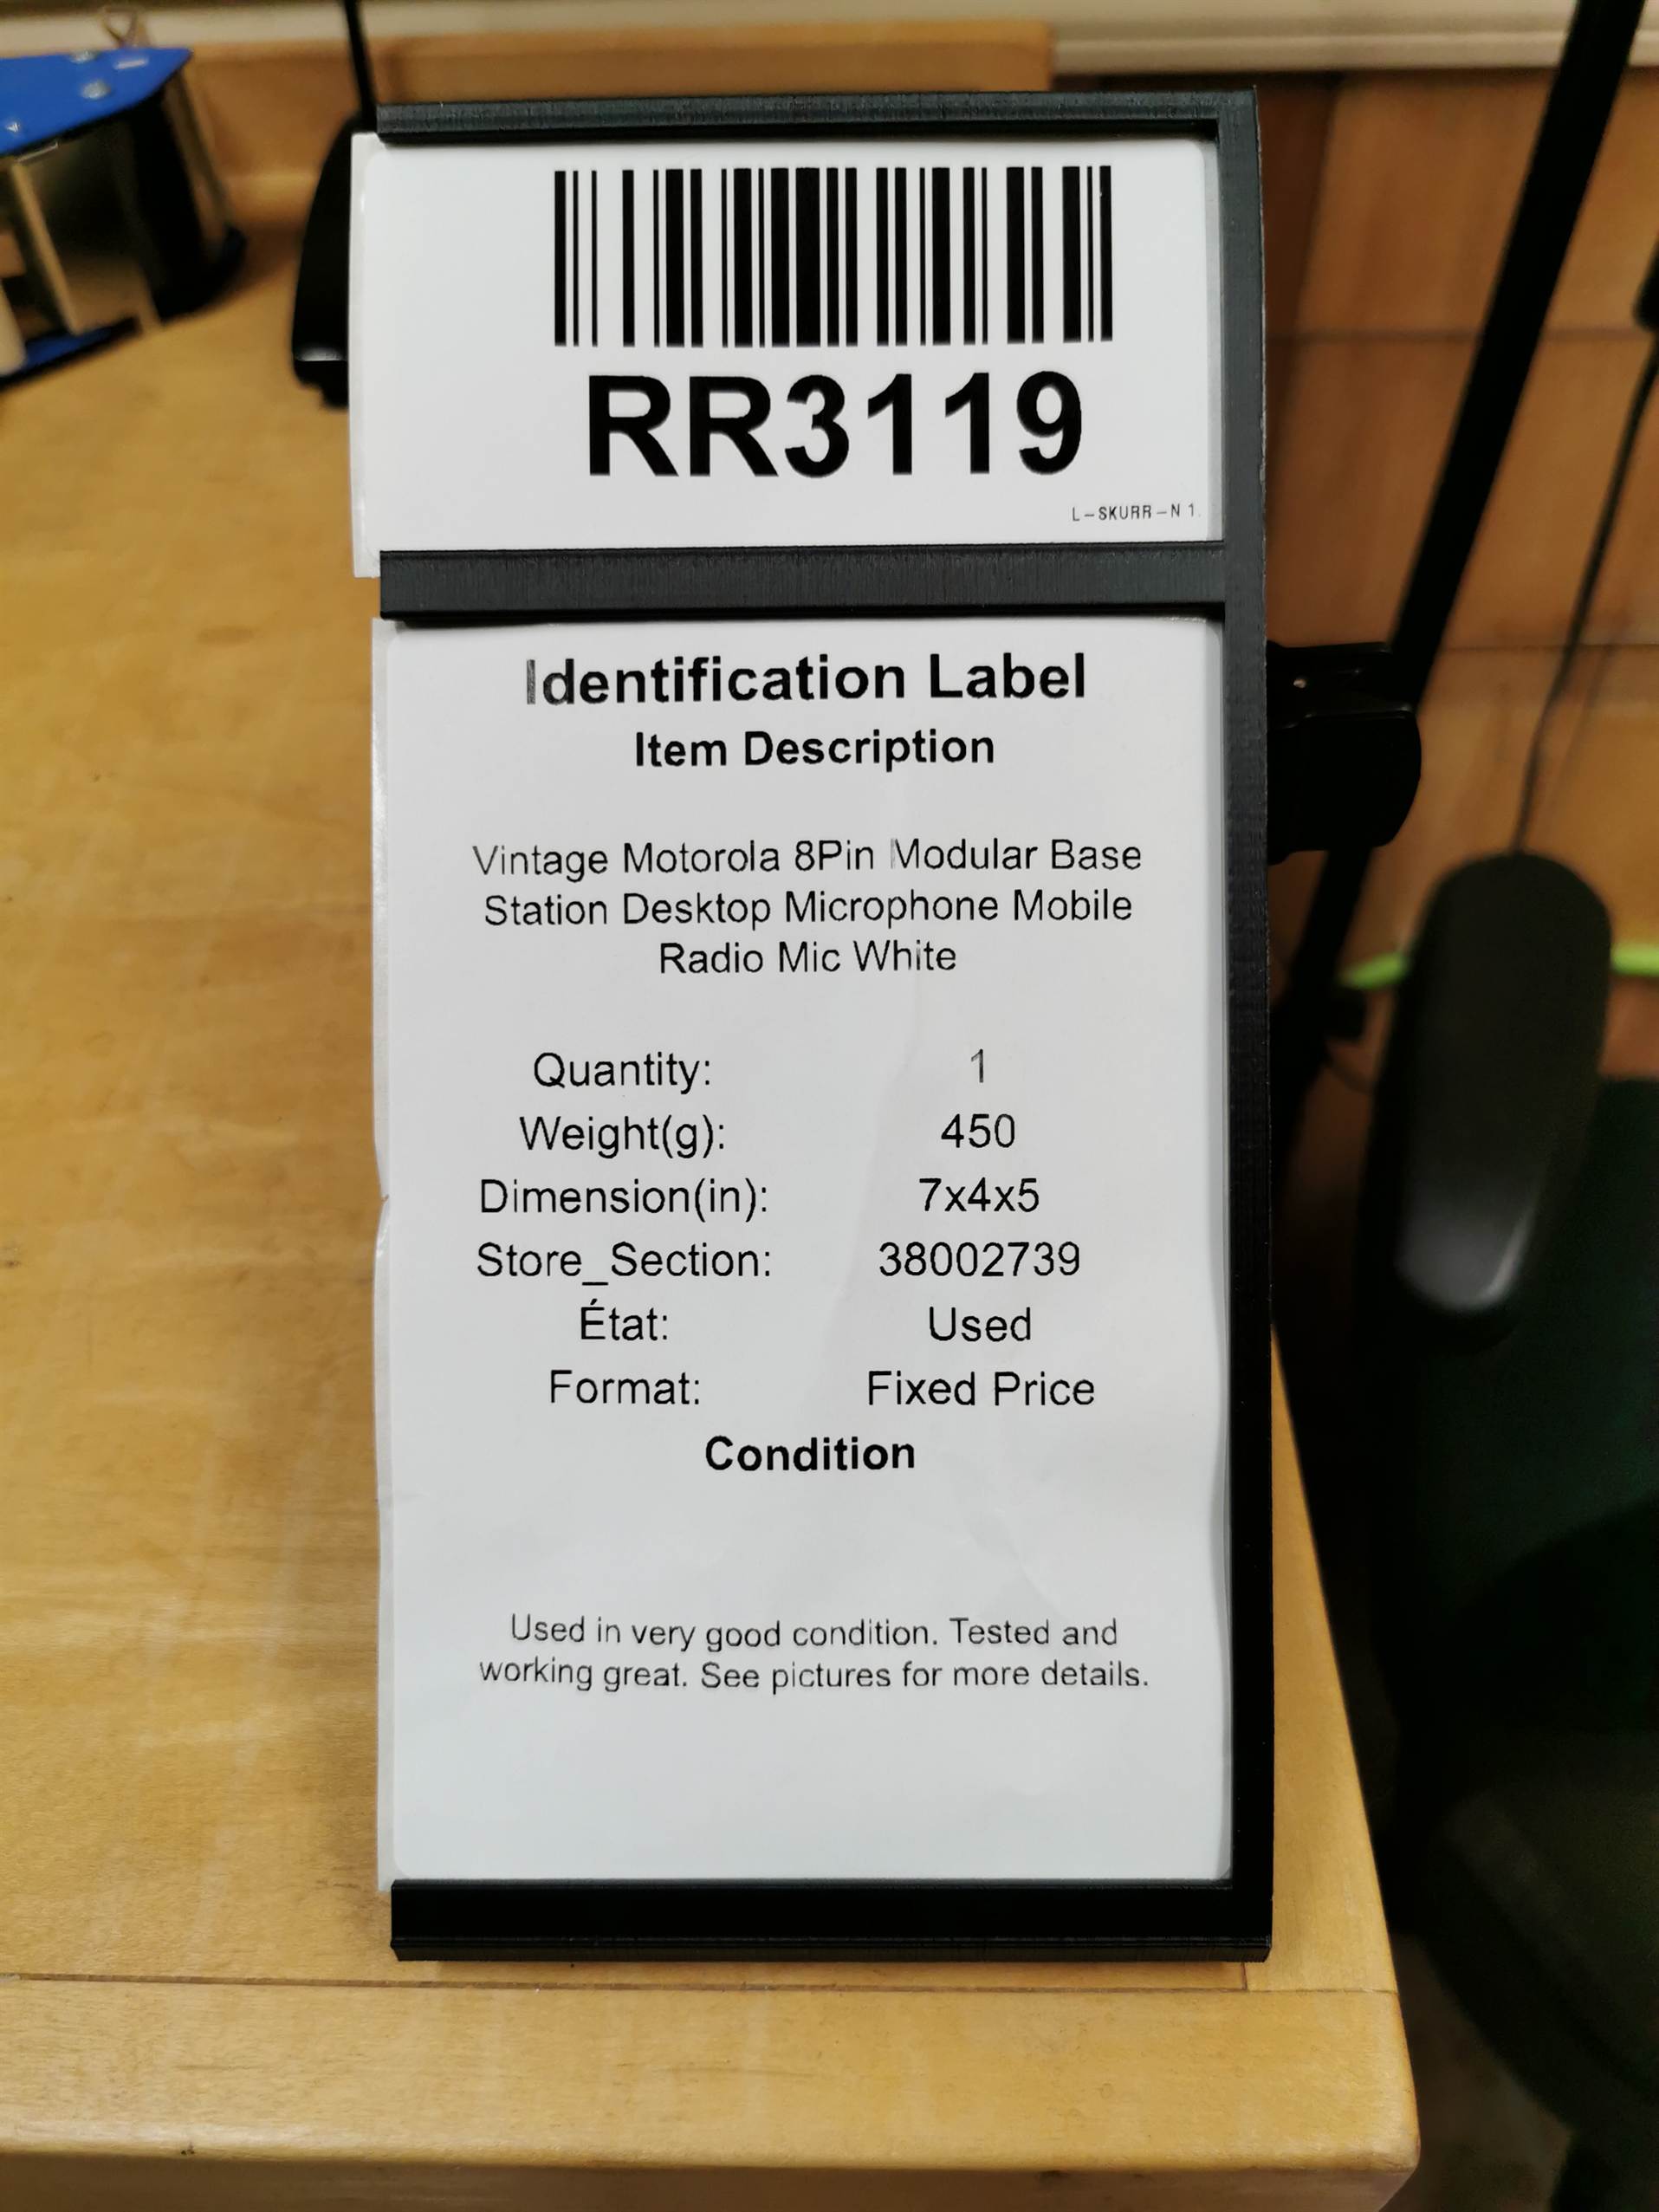 RR3119
L-SKURR-N 1.
Identification Label
Item Description
Vintage Motorola 8Pin Modular Base
Station Desktop Microphone Mobile
Radio Mic White
Quantity: 1
Weight(g): 450
Dimension(in): 7x4x5
Store_Section: 38002739
État: Used
Format: Fixed Price
Condition
Used in very good condition. Tested and
working great. See pictures for more details.